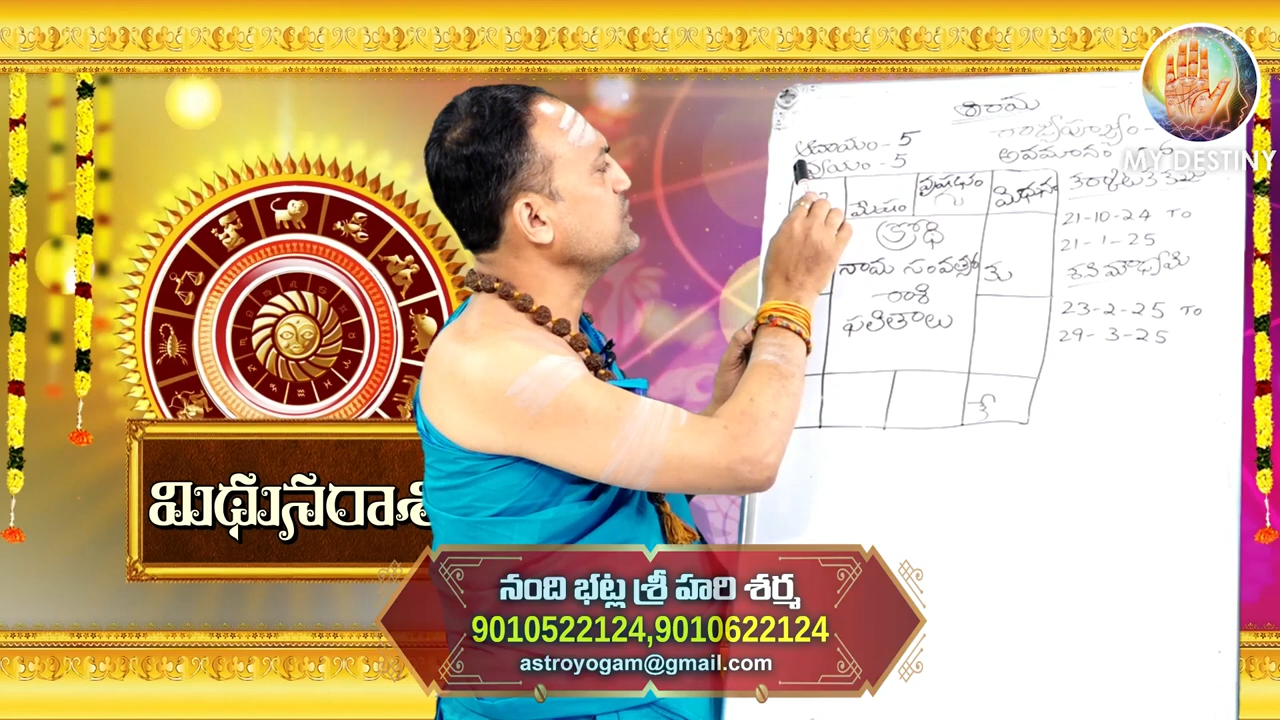 శ్రీరామ
ఆదాయం - 5
వ్యయం - 5
రాజ్యపూజ్యం -
అవమానం
MY DESTINY
మేషం
వృషభం
మిథున
క్రోధి
నామ సంవత్సర
రాశి
ఫలితాలు
కు
కే
21-10-24 TO
21-1-25
23-2-25 TO
29-3-25
మిథునరాశి
నంది భట్ల శ్రీ హరి శర్మ
9010522124,9010622124
astroyogam@gmail.com